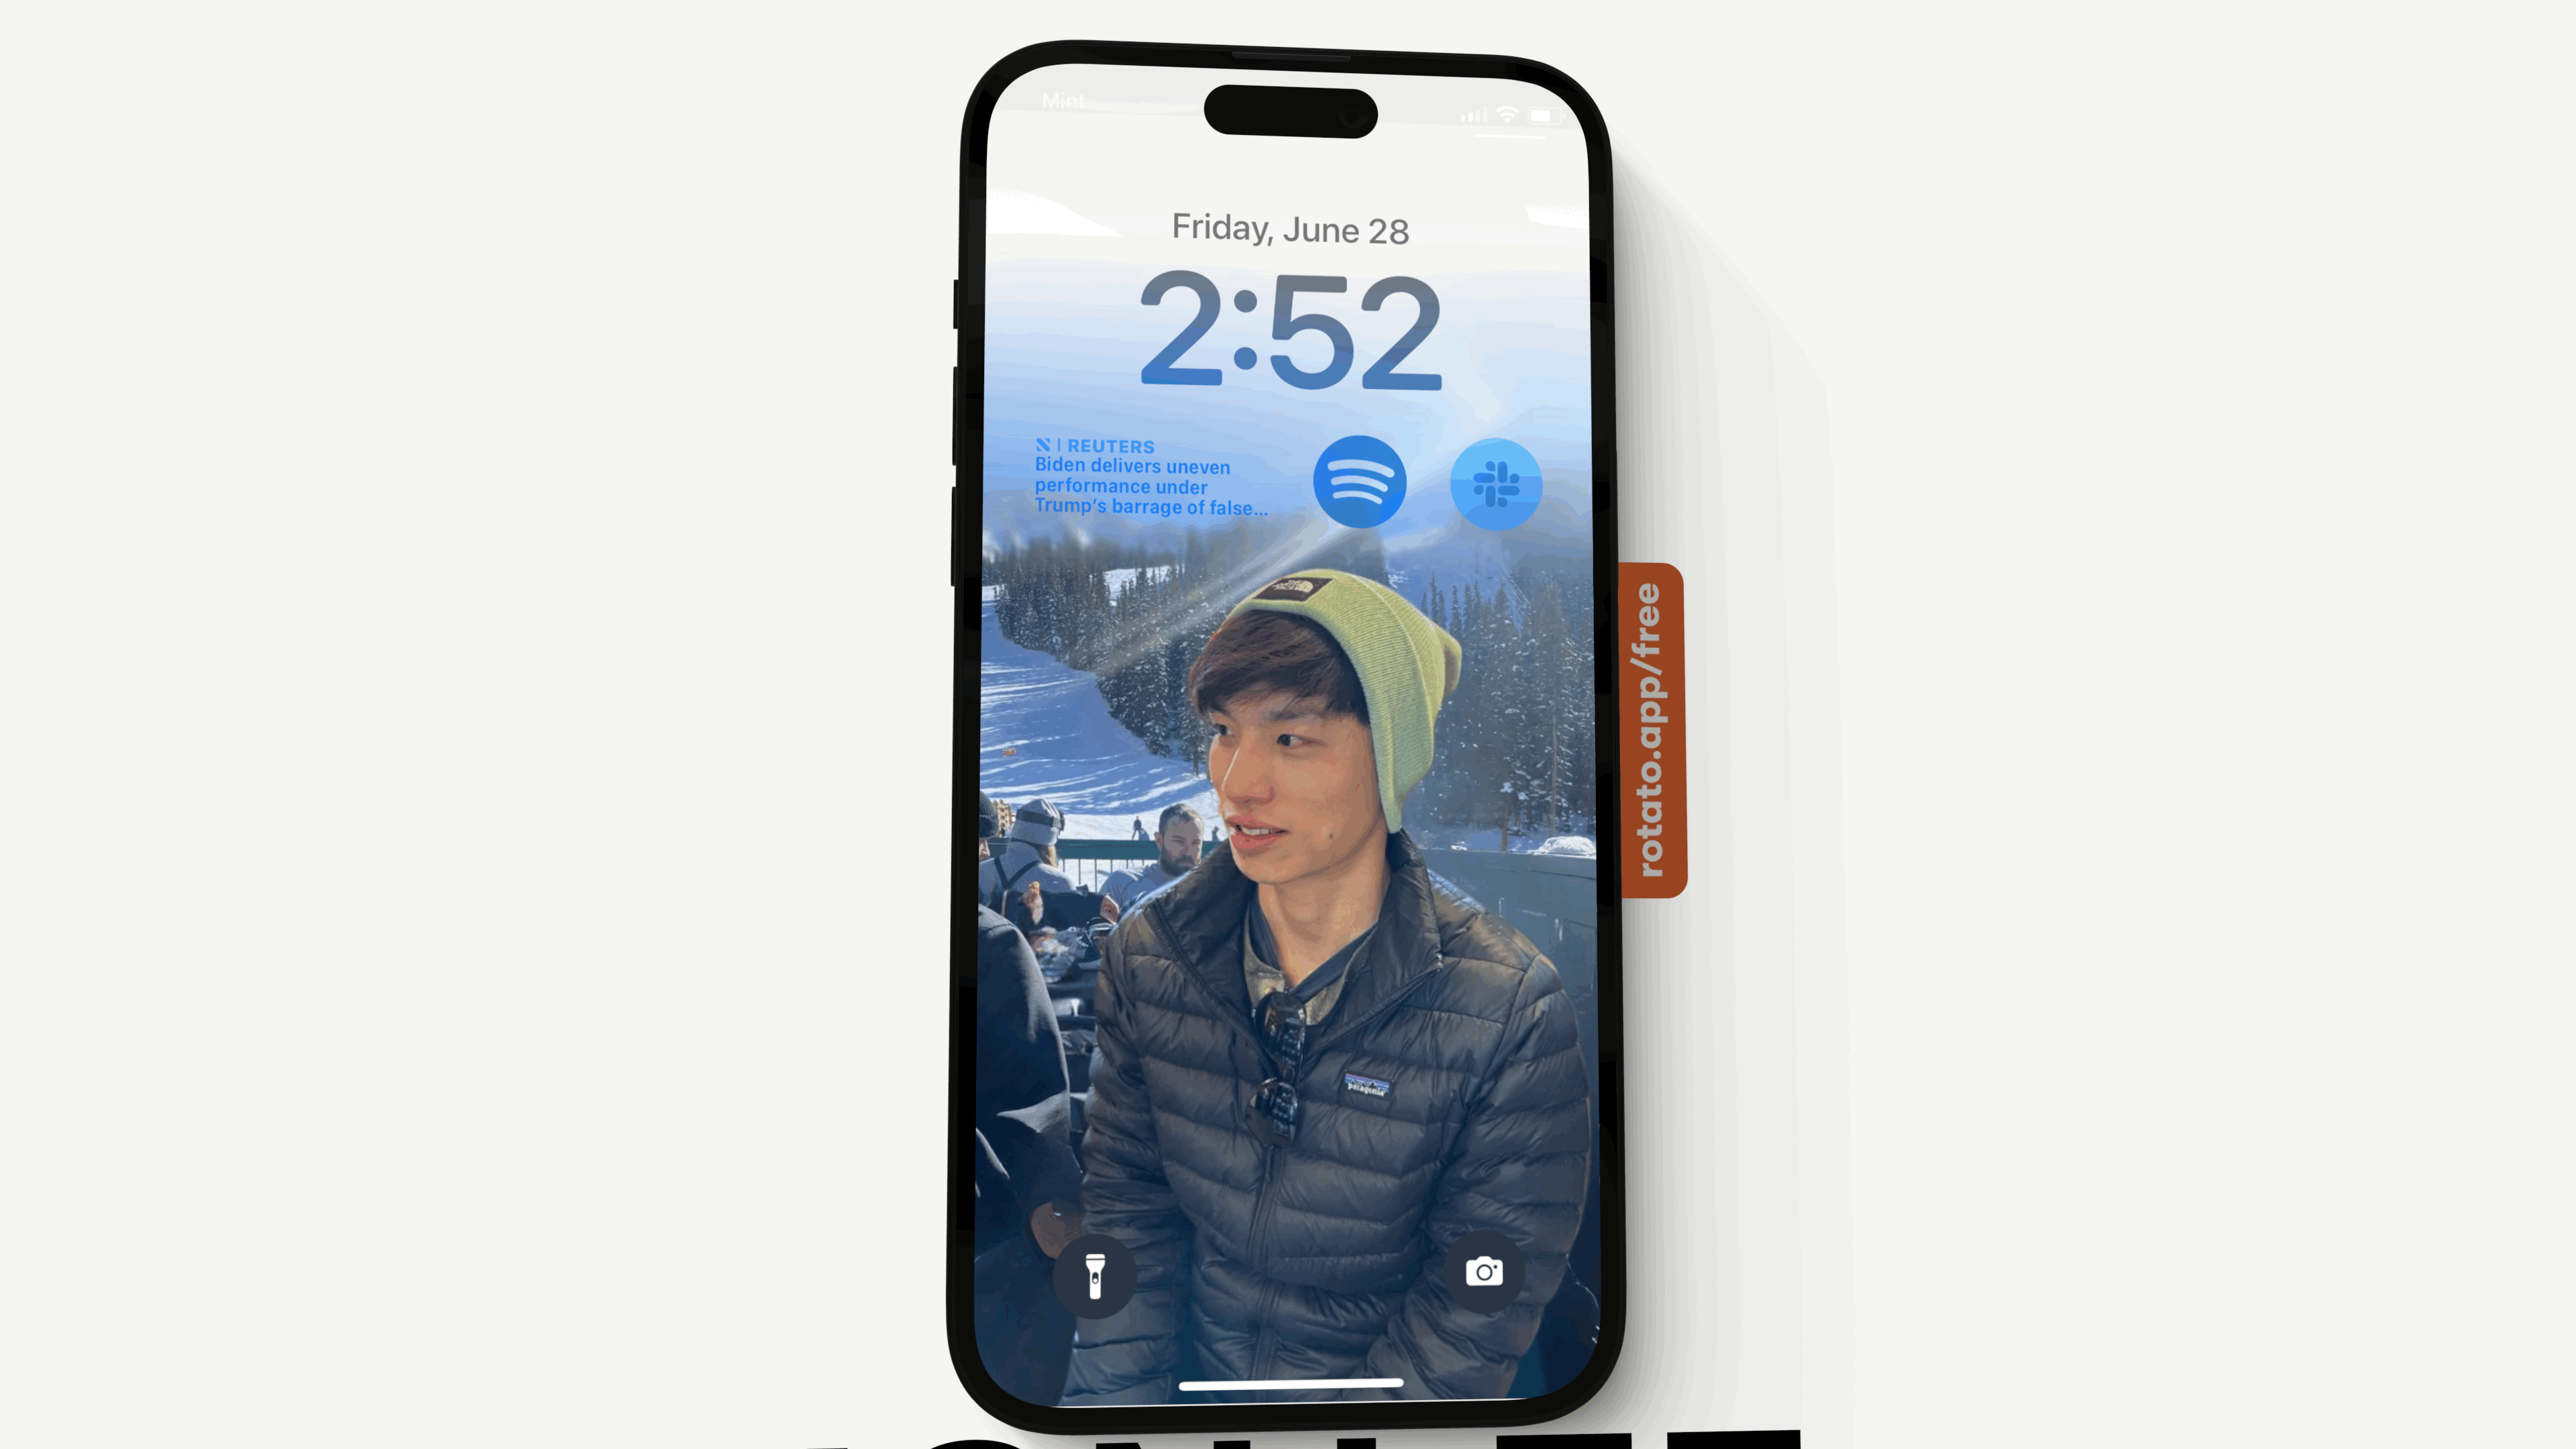 Mint
Friday, June 28
2:52
REUTERS
Biden delivers uneven
performance under
Trump's barrage of false...
patagonia
rotato.app/free